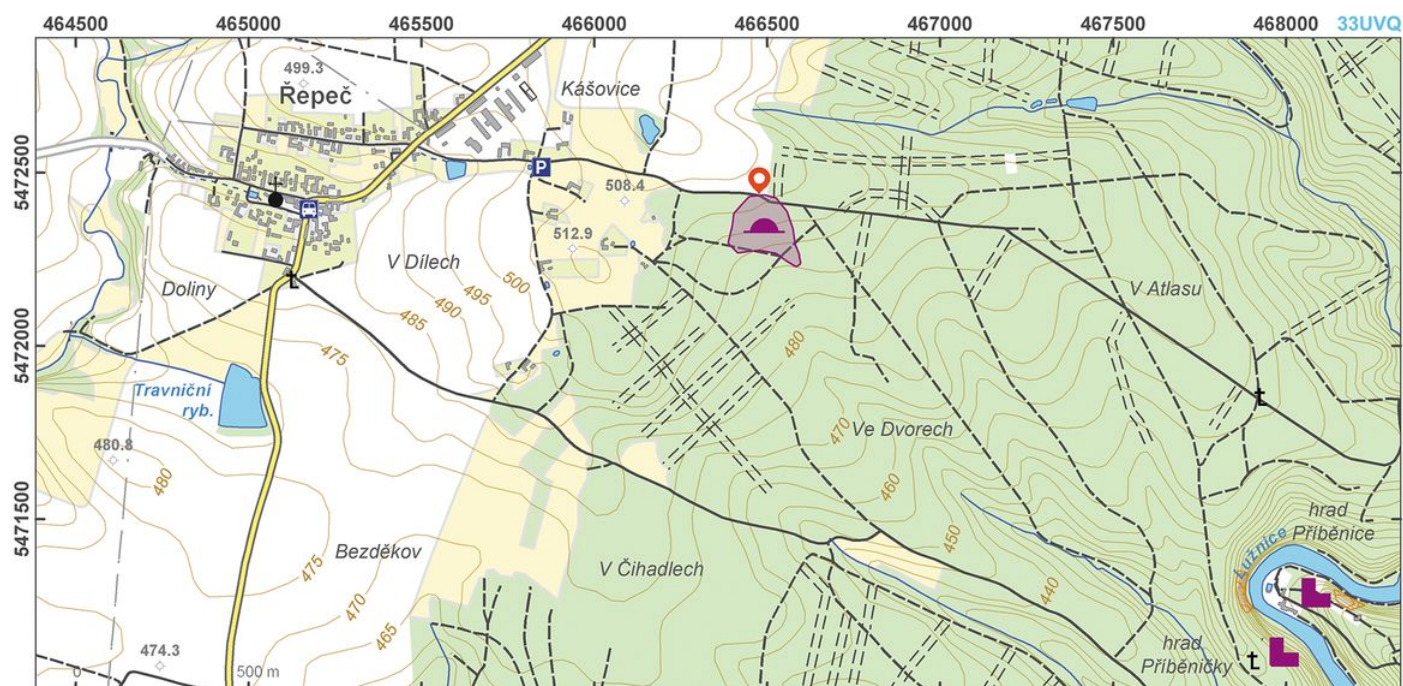 464500 465000 465500 466000 466500 467000 467500 468000 33UVQ
499.3
Řepeč
Kášovice
P
5472500
508.4
512.9
V Dílech
500
495
490
485
Doliny
V Atlasu
475
480
5472000
Travniční
ryb.
470
Ve Dvorech
480.8
480
460
5471500
hrad
Příběnice
Lužnice
Bezděkov
450
475
V Čihadlech
470
440
465
474.3
hrad
Příběničky
0
500 m